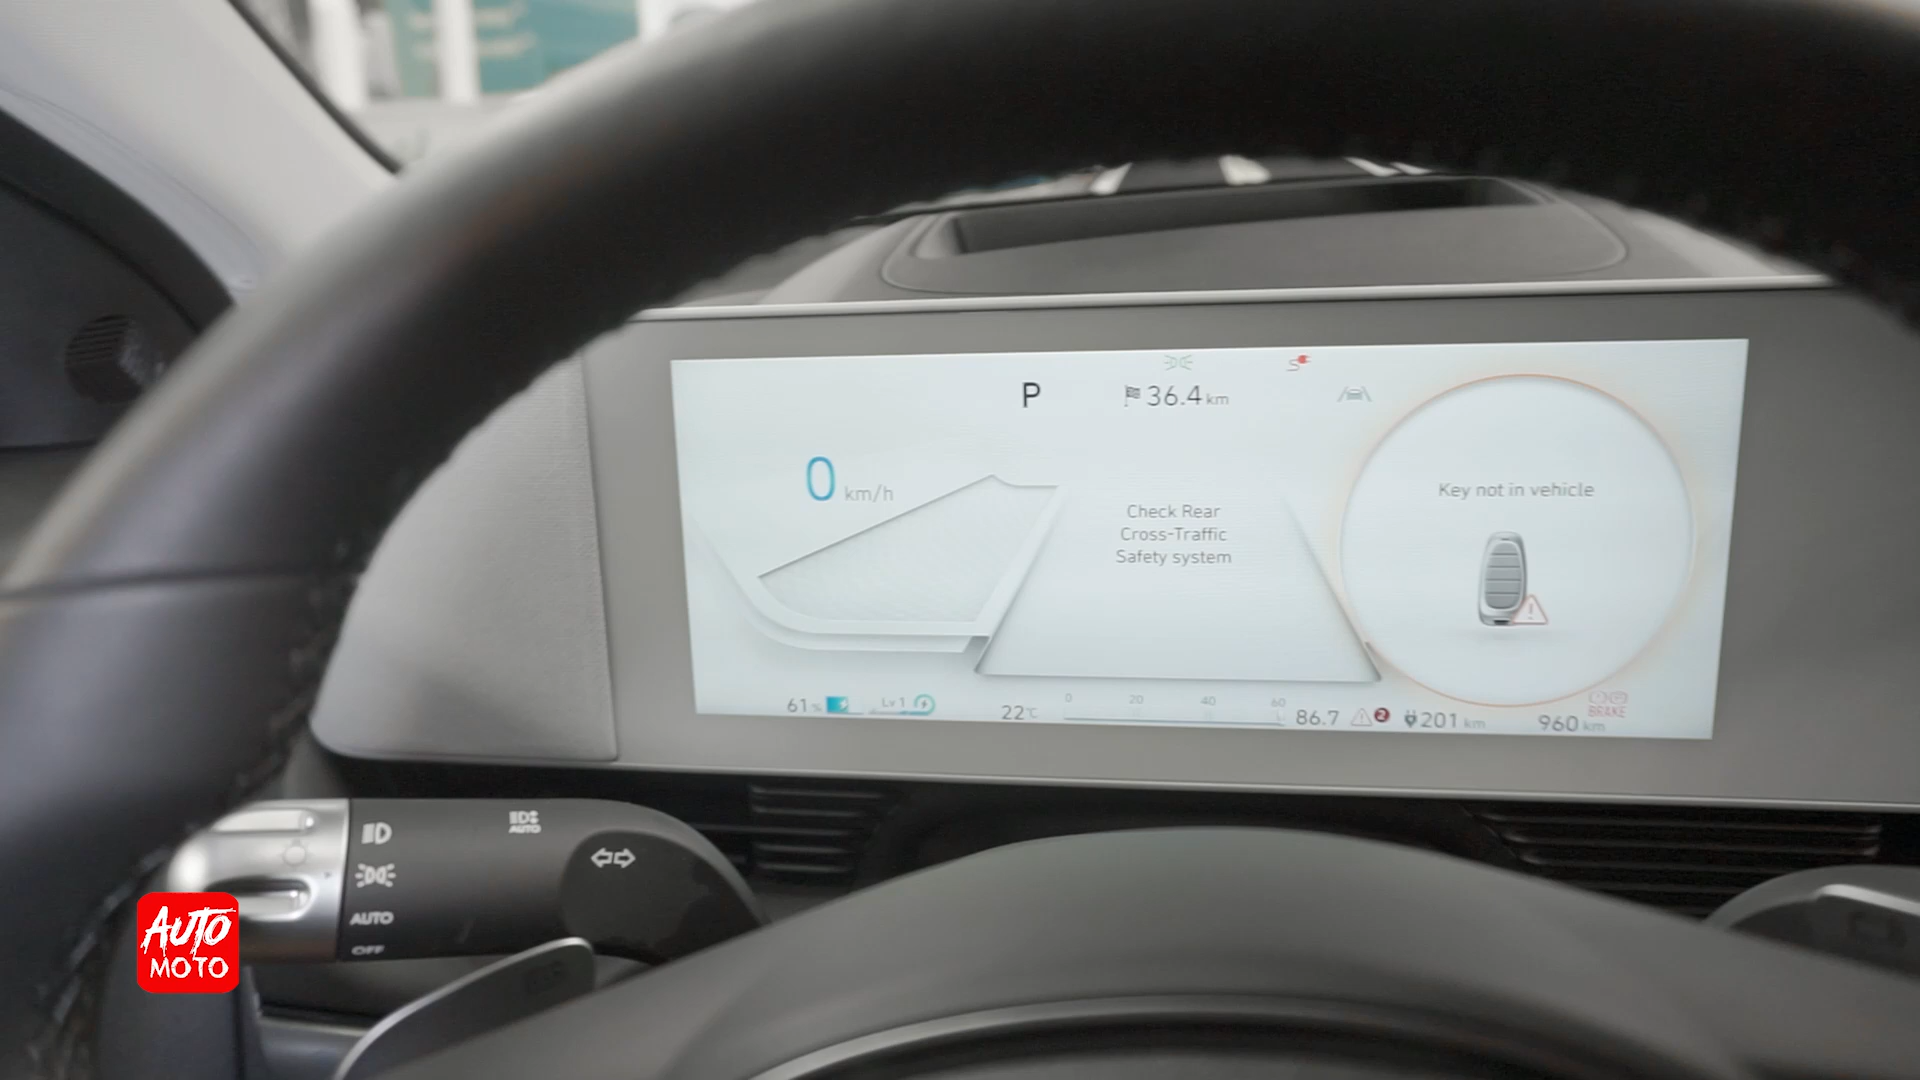 P
36.4 km
0 km/h
Check Rear
Cross-Traffic
Safety system
Key not in vehicle
61 %
Lv 1
22℃
0 20 40 60
86.7
2
201 km
960 km
BRAKE
AUTO
AUTO
OFF
AUTO
MOTO